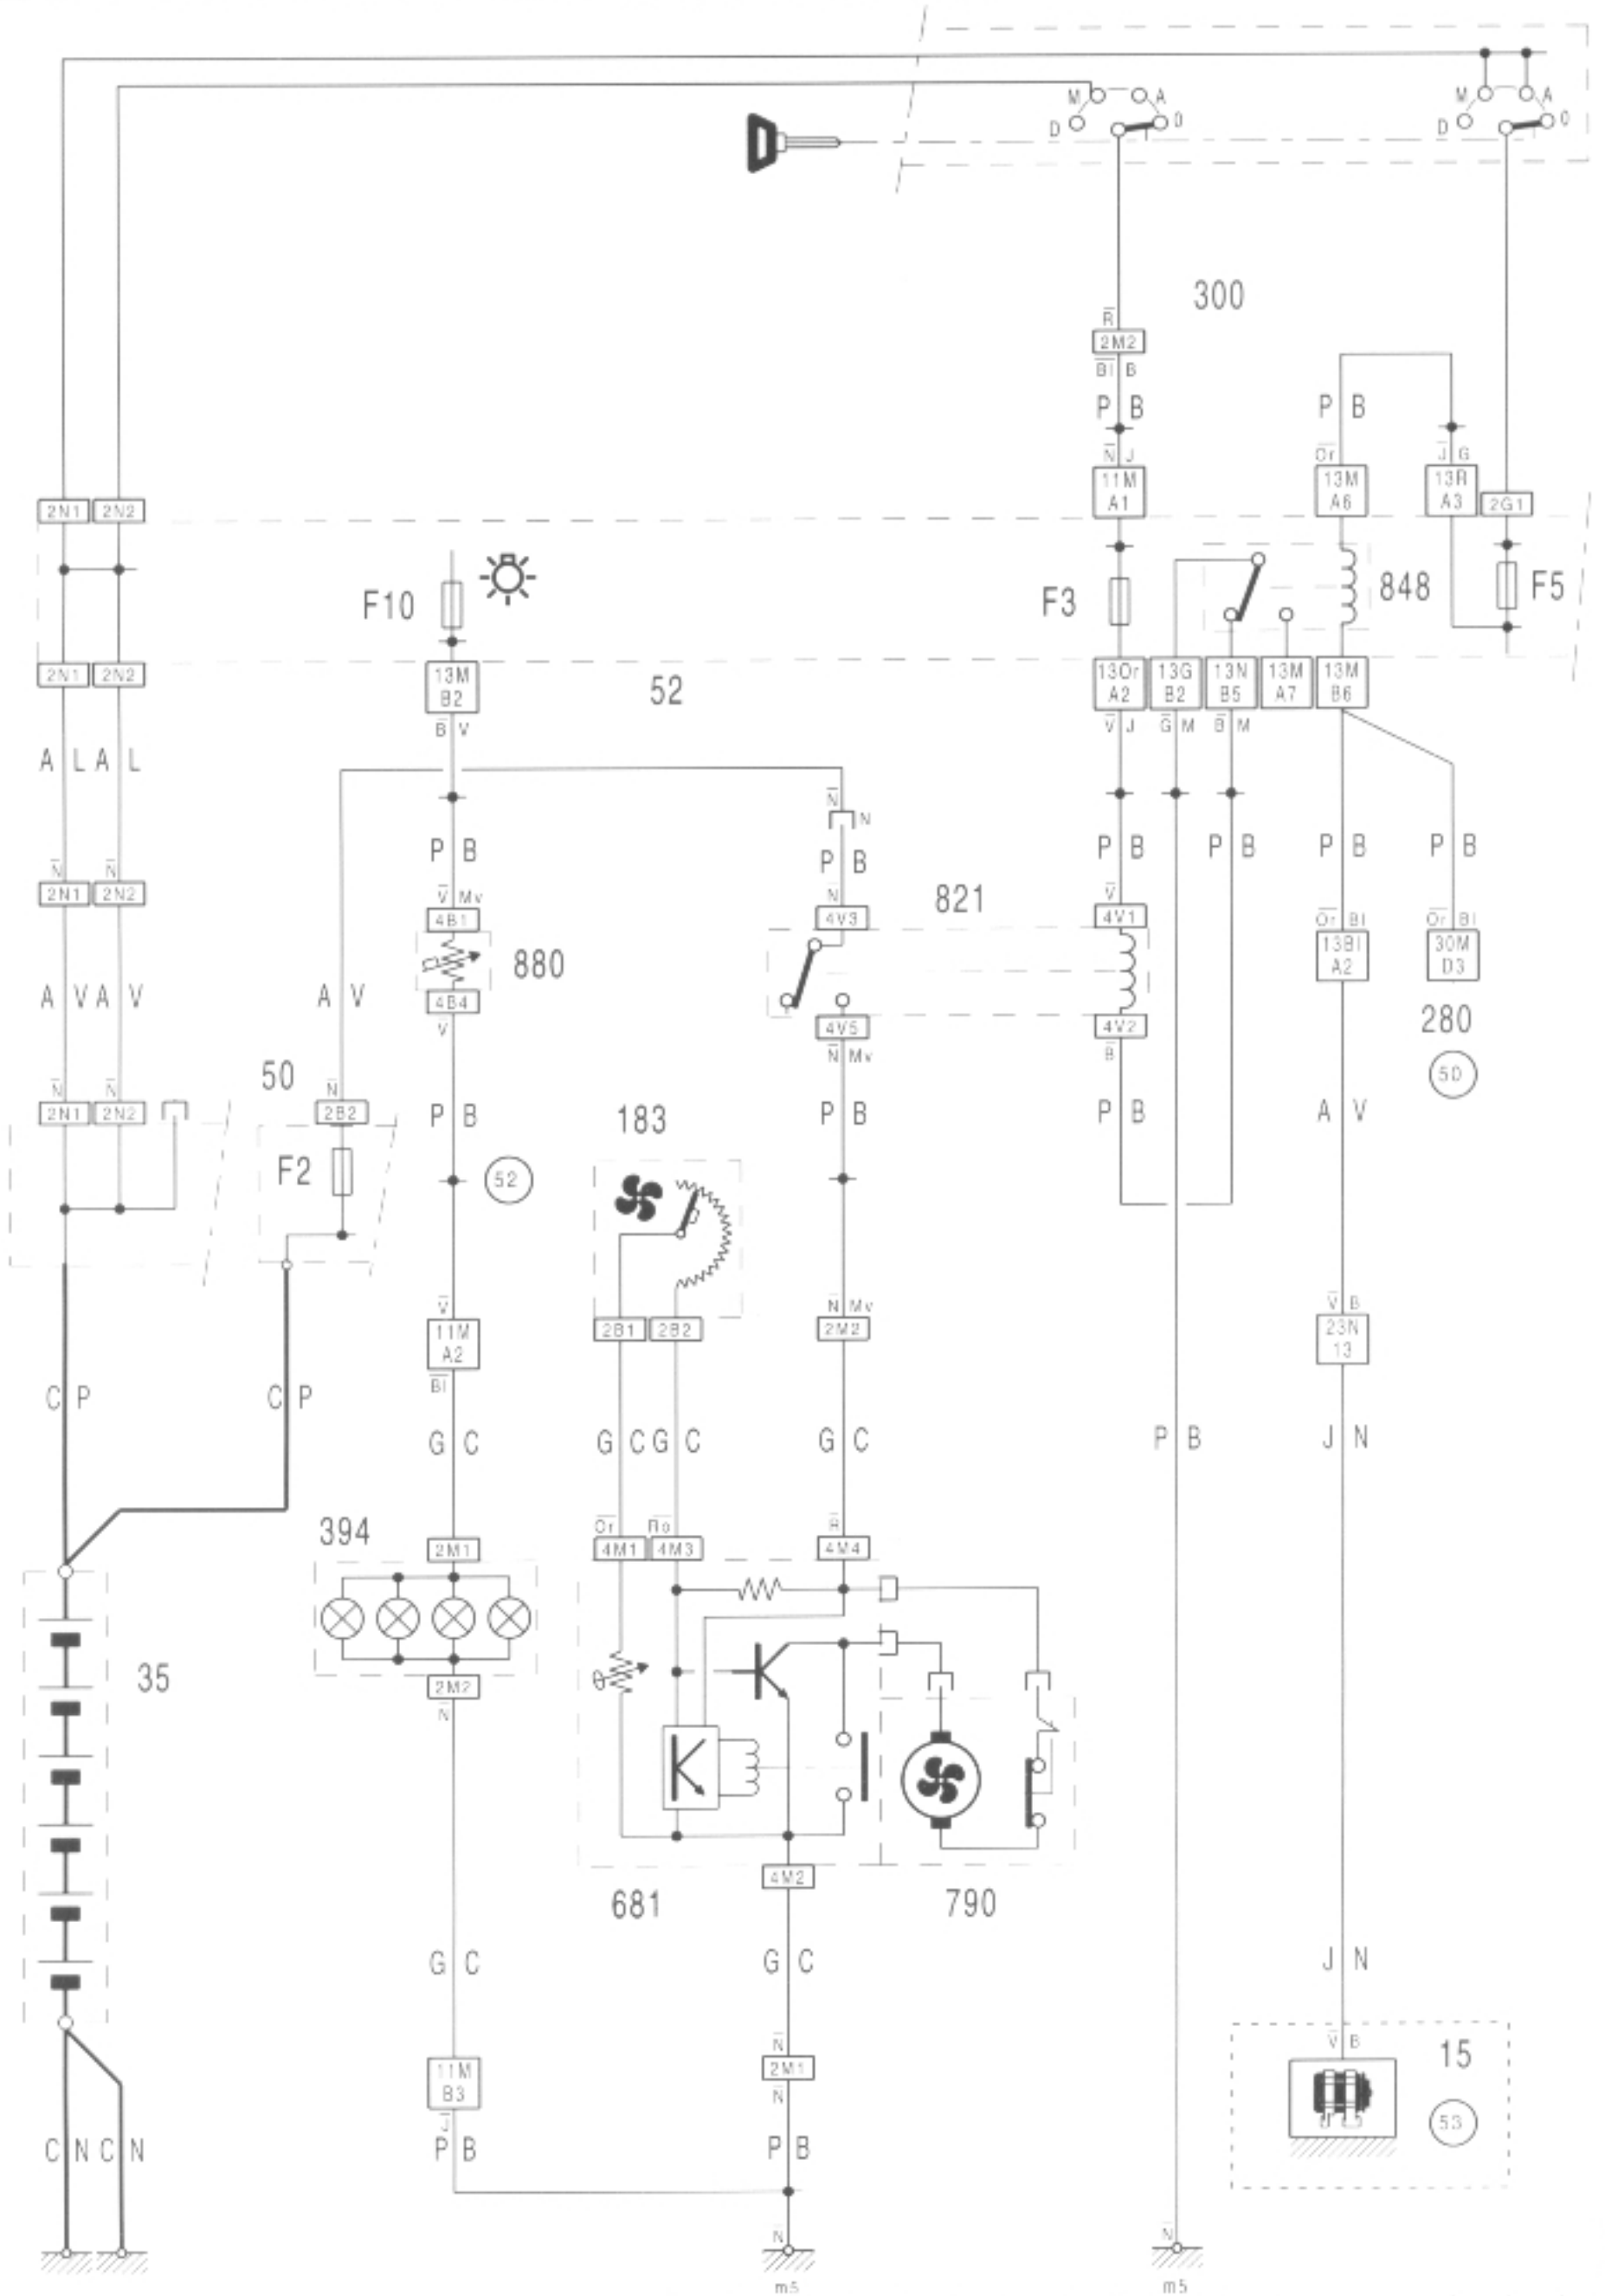 M A M A
D O D O
300
R
2M2
Bl B
P B P B
N J Or J G
11M A1 13M A6 13R A3 2G1
2N1 2N2
F10 F3 848 F5
2N1 2N2 13M B2 52 13Or A2 13G B2 13N B5 13M A7 13M B6
B V V J G M B M
A L A L
N
N
P B P B P B P B P B P B
N N V Mv N V
2N1 2N2 4B1 4V3 821 4V1 Or Bl Or Bl
13Bl A2 30M D3
880
A V A V A V 4B4
V
4V5 4V2
N Mv B
280
50
50
N N N
2N1 2N2 2B2 P B 183 P B P B A V
F2 52
V N Mv V B
11M A2 2B1 2B2 2M2 23N 13
Bl
C P C P
G C G C G C G C P B J N
394 Or R
2M1 4M1 4M3 4M4
35
2M2
N
4M2
681 790
G C G C J N
N V B
11M B3 2M1 15
J N
53
C N C N P B P B
N N
m5 m5